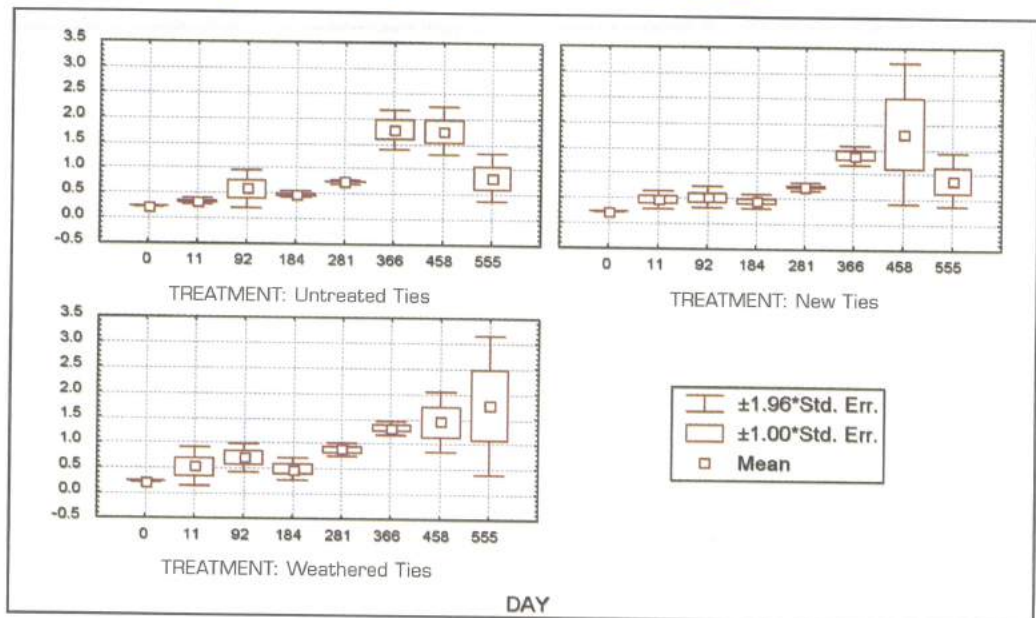 3.5
3.0
2.5
2.0
1.5
1.0
0.5
0.0
-0.5
0 11 92 184 281 366 458 555
TREATMENT: Untreated Ties
0 11 92 184 281 366 458 555
TREATMENT: New Ties
3.5
3.0
2.5
2.0
1.5
1.0
0.5
0.0
-0.5
0 11 92 184 281 366 458 555
TREATMENT: Weathered Ties
±1.96*Std. Err.
±1.00*Std. Err.
Mean
DAY